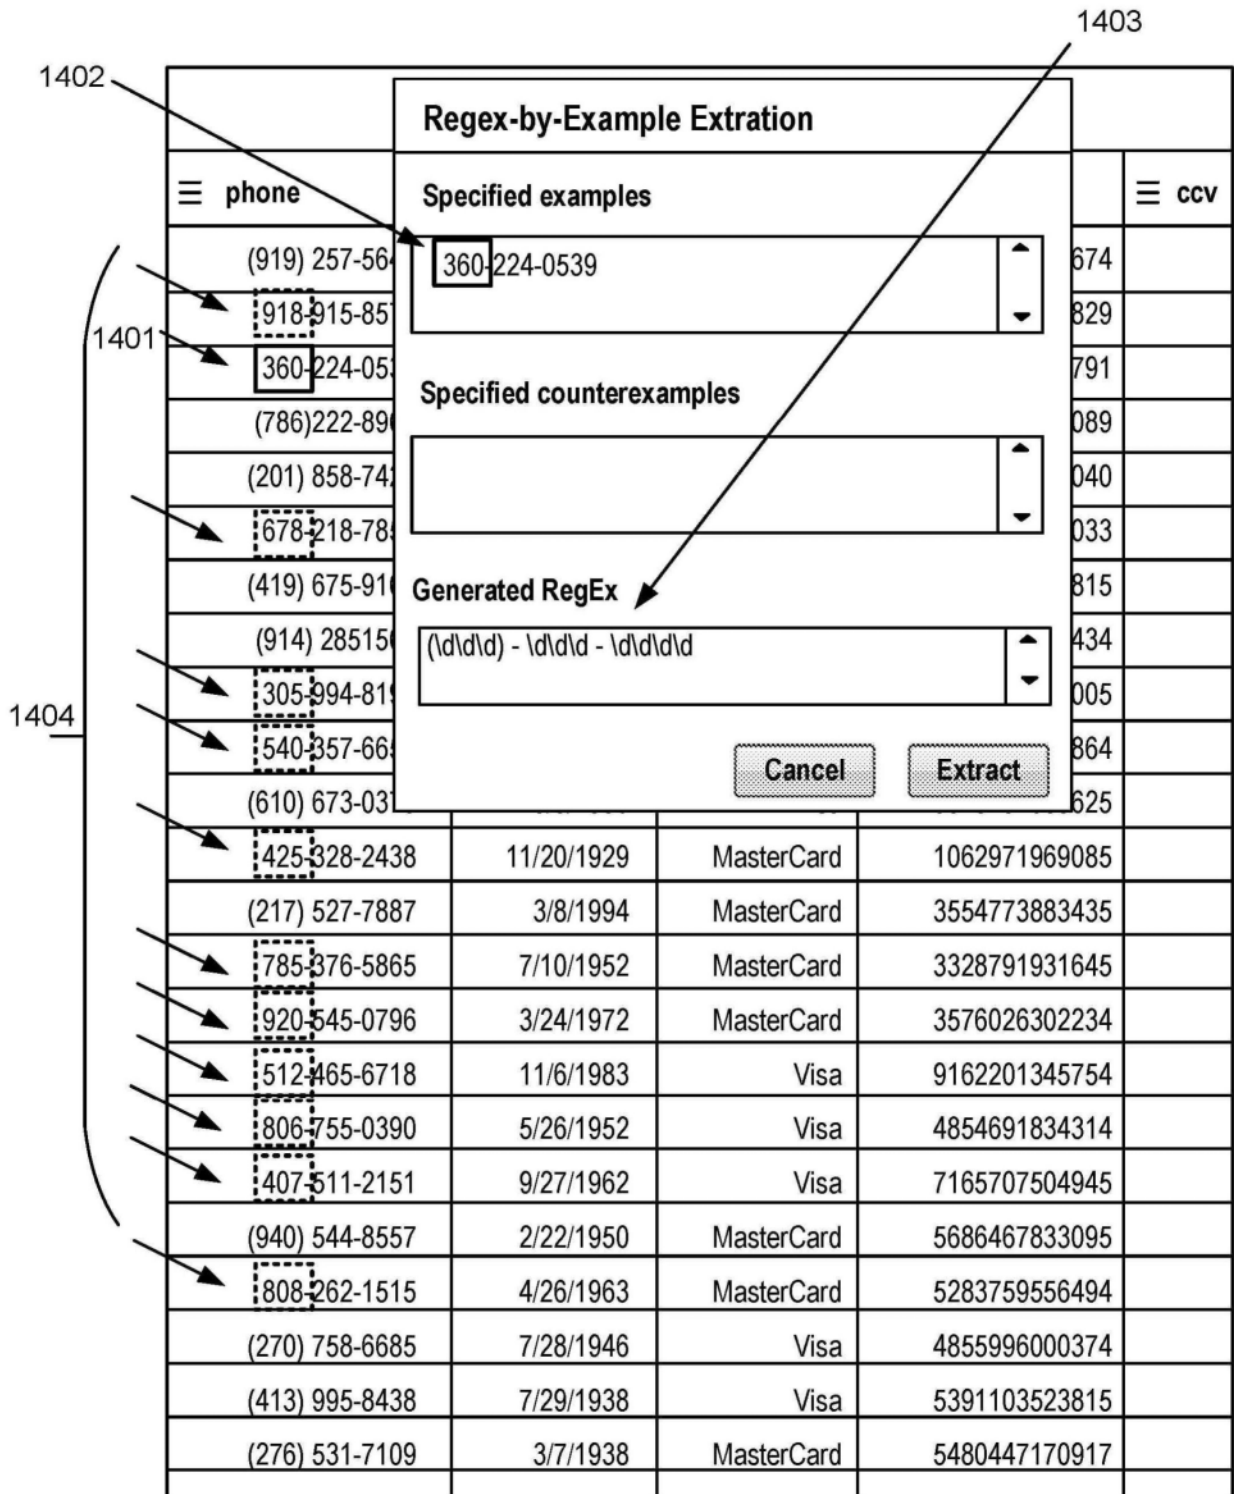 1403
1402
Regex-by-Example Extration
☰ phone ☰ ccv
Specified examples
(919) 257-56 674
360-224-0539
918-915-85 829
1401
360-224-05 791
Specified counterexamples
(786)222-89 089
(201) 858-74 040
678-218-78 033
(419) 675-91 815
Generated RegEx
(914) 28515 434
(\d\d\d) - \d\d\d - \d\d\d\d
305-994-81 005
1404
540-357-66 864
Cancel Extract
(610) 673-03 625
425-328-2438 11/20/1929 MasterCard 1062971969085
(217) 527-7887 3/8/1994 MasterCard 3554773883435
785-376-5865 7/10/1952 MasterCard 3328791931645
920-545-0796 3/24/1972 MasterCard 3576026302234
512-465-6718 11/6/1983 Visa 9162201345754
806-755-0390 5/26/1952 Visa 4854691834314
407-511-2151 9/27/1962 Visa 7165707504945
(940) 544-8557 2/22/1950 MasterCard 5686467833095
808-262-1515 4/26/1963 MasterCard 5283759556494
(270) 758-6685 7/28/1946 Visa 4855996000374
(413) 995-8438 7/29/1938 Visa 5391103523815
(276) 531-7109 3/7/1938 MasterCard 5480447170917